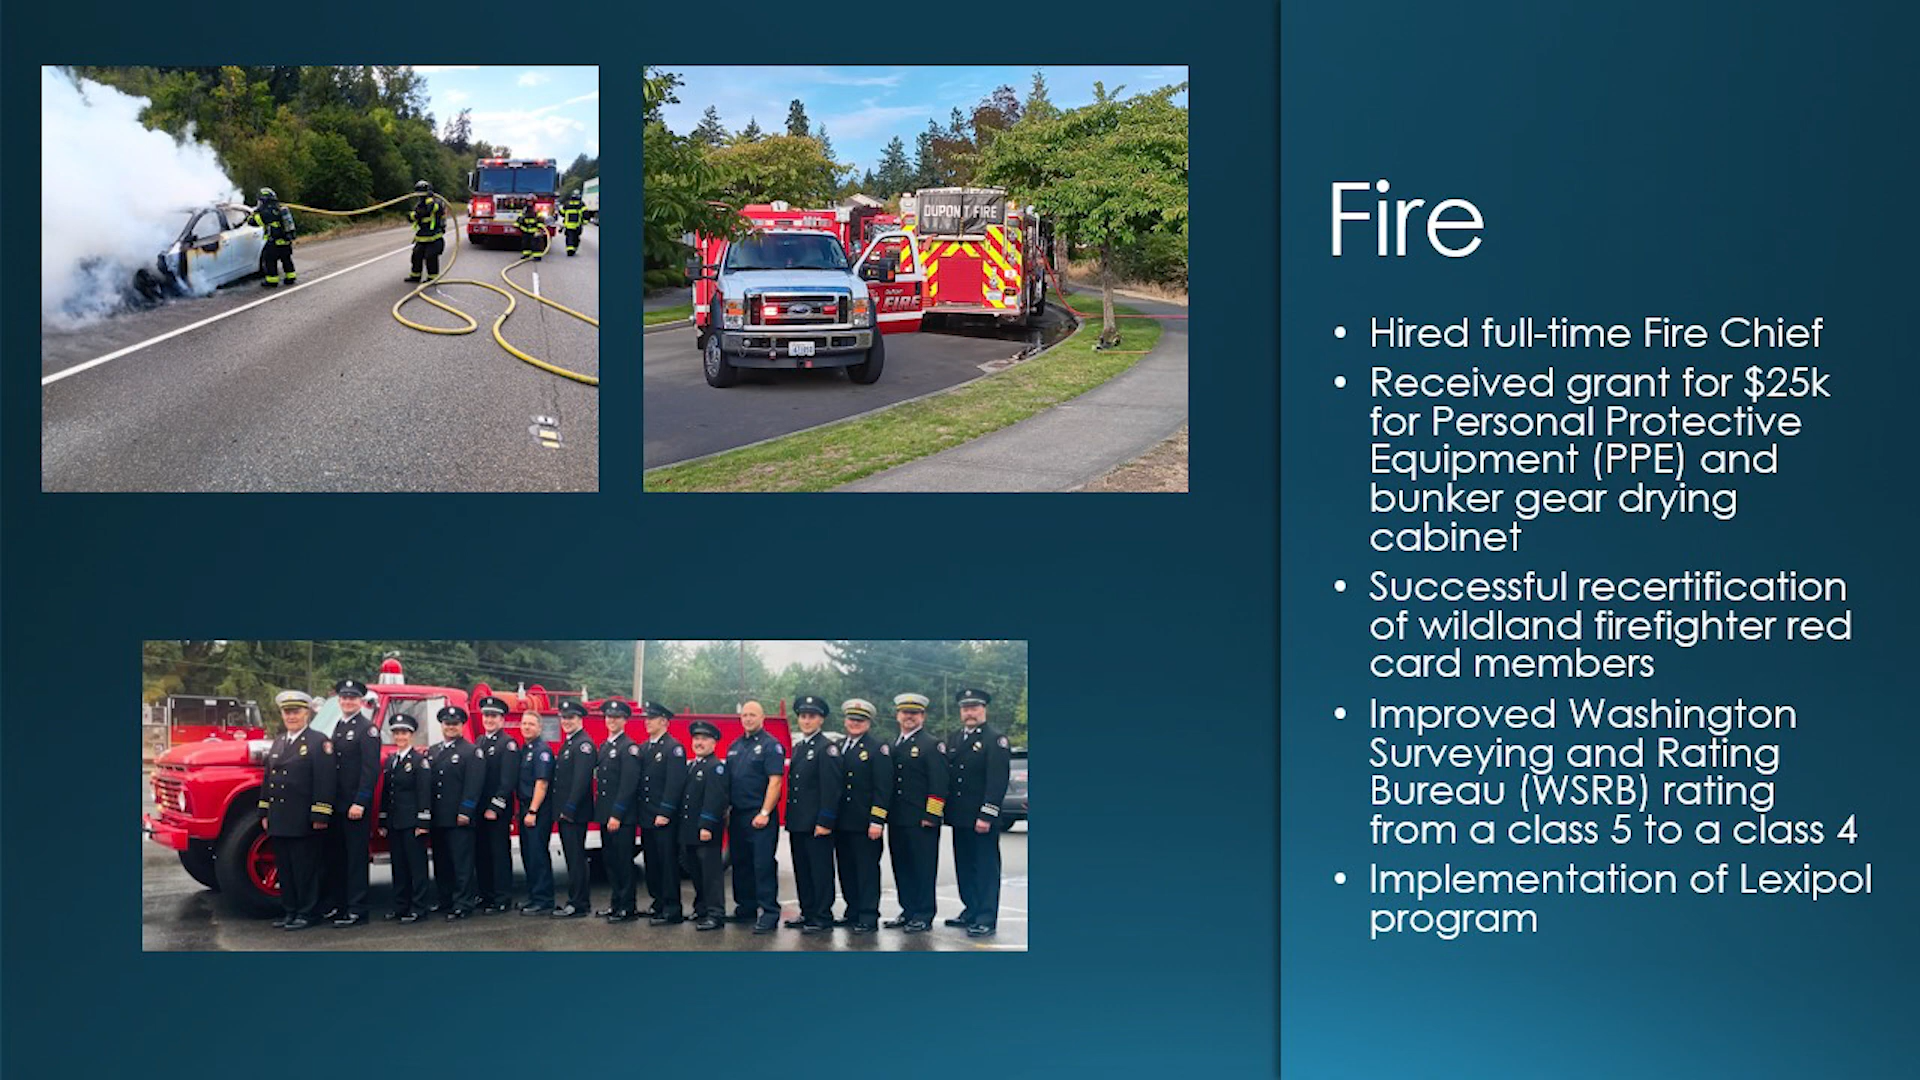 DUPONT FIRE
FIRE
Fire
• Hired full-time Fire Chief
• Received grant for $25k
for Personal Protective
Equipment (PPE) and
bunker gear drying
cabinet
• Successful recertification
of wildland firefighter red
card members
• Improved Washington
Surveying and Rating
Bureau (WSRB) rating
from a class 5 to a class 4
• Implementation of Lexipol
program